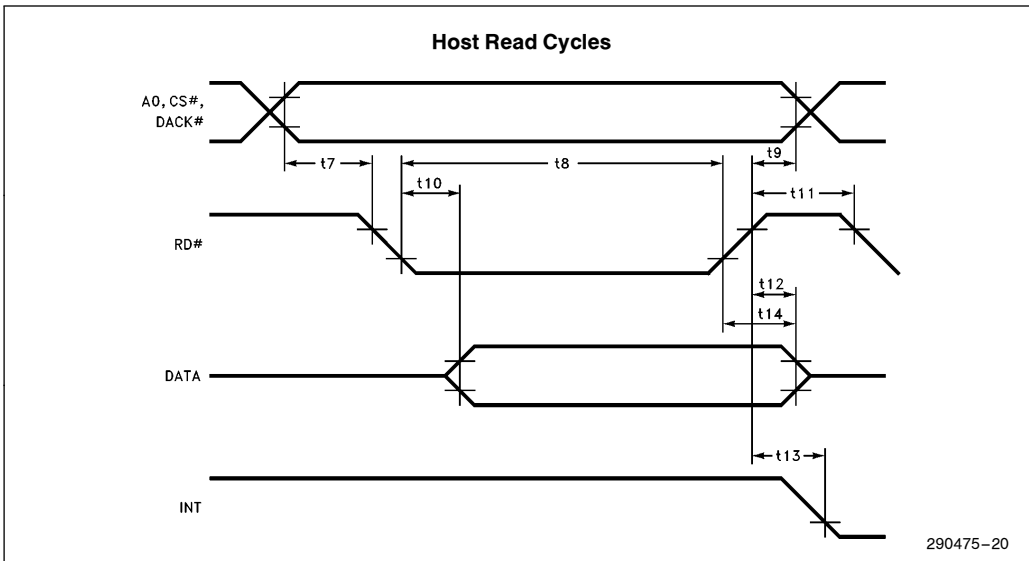 Host Read Cycles
A0, CS#,
DACK#
t7
t8
t9
t10
t11
RD#
t12
t14
DATA
t13
INT
290475-20